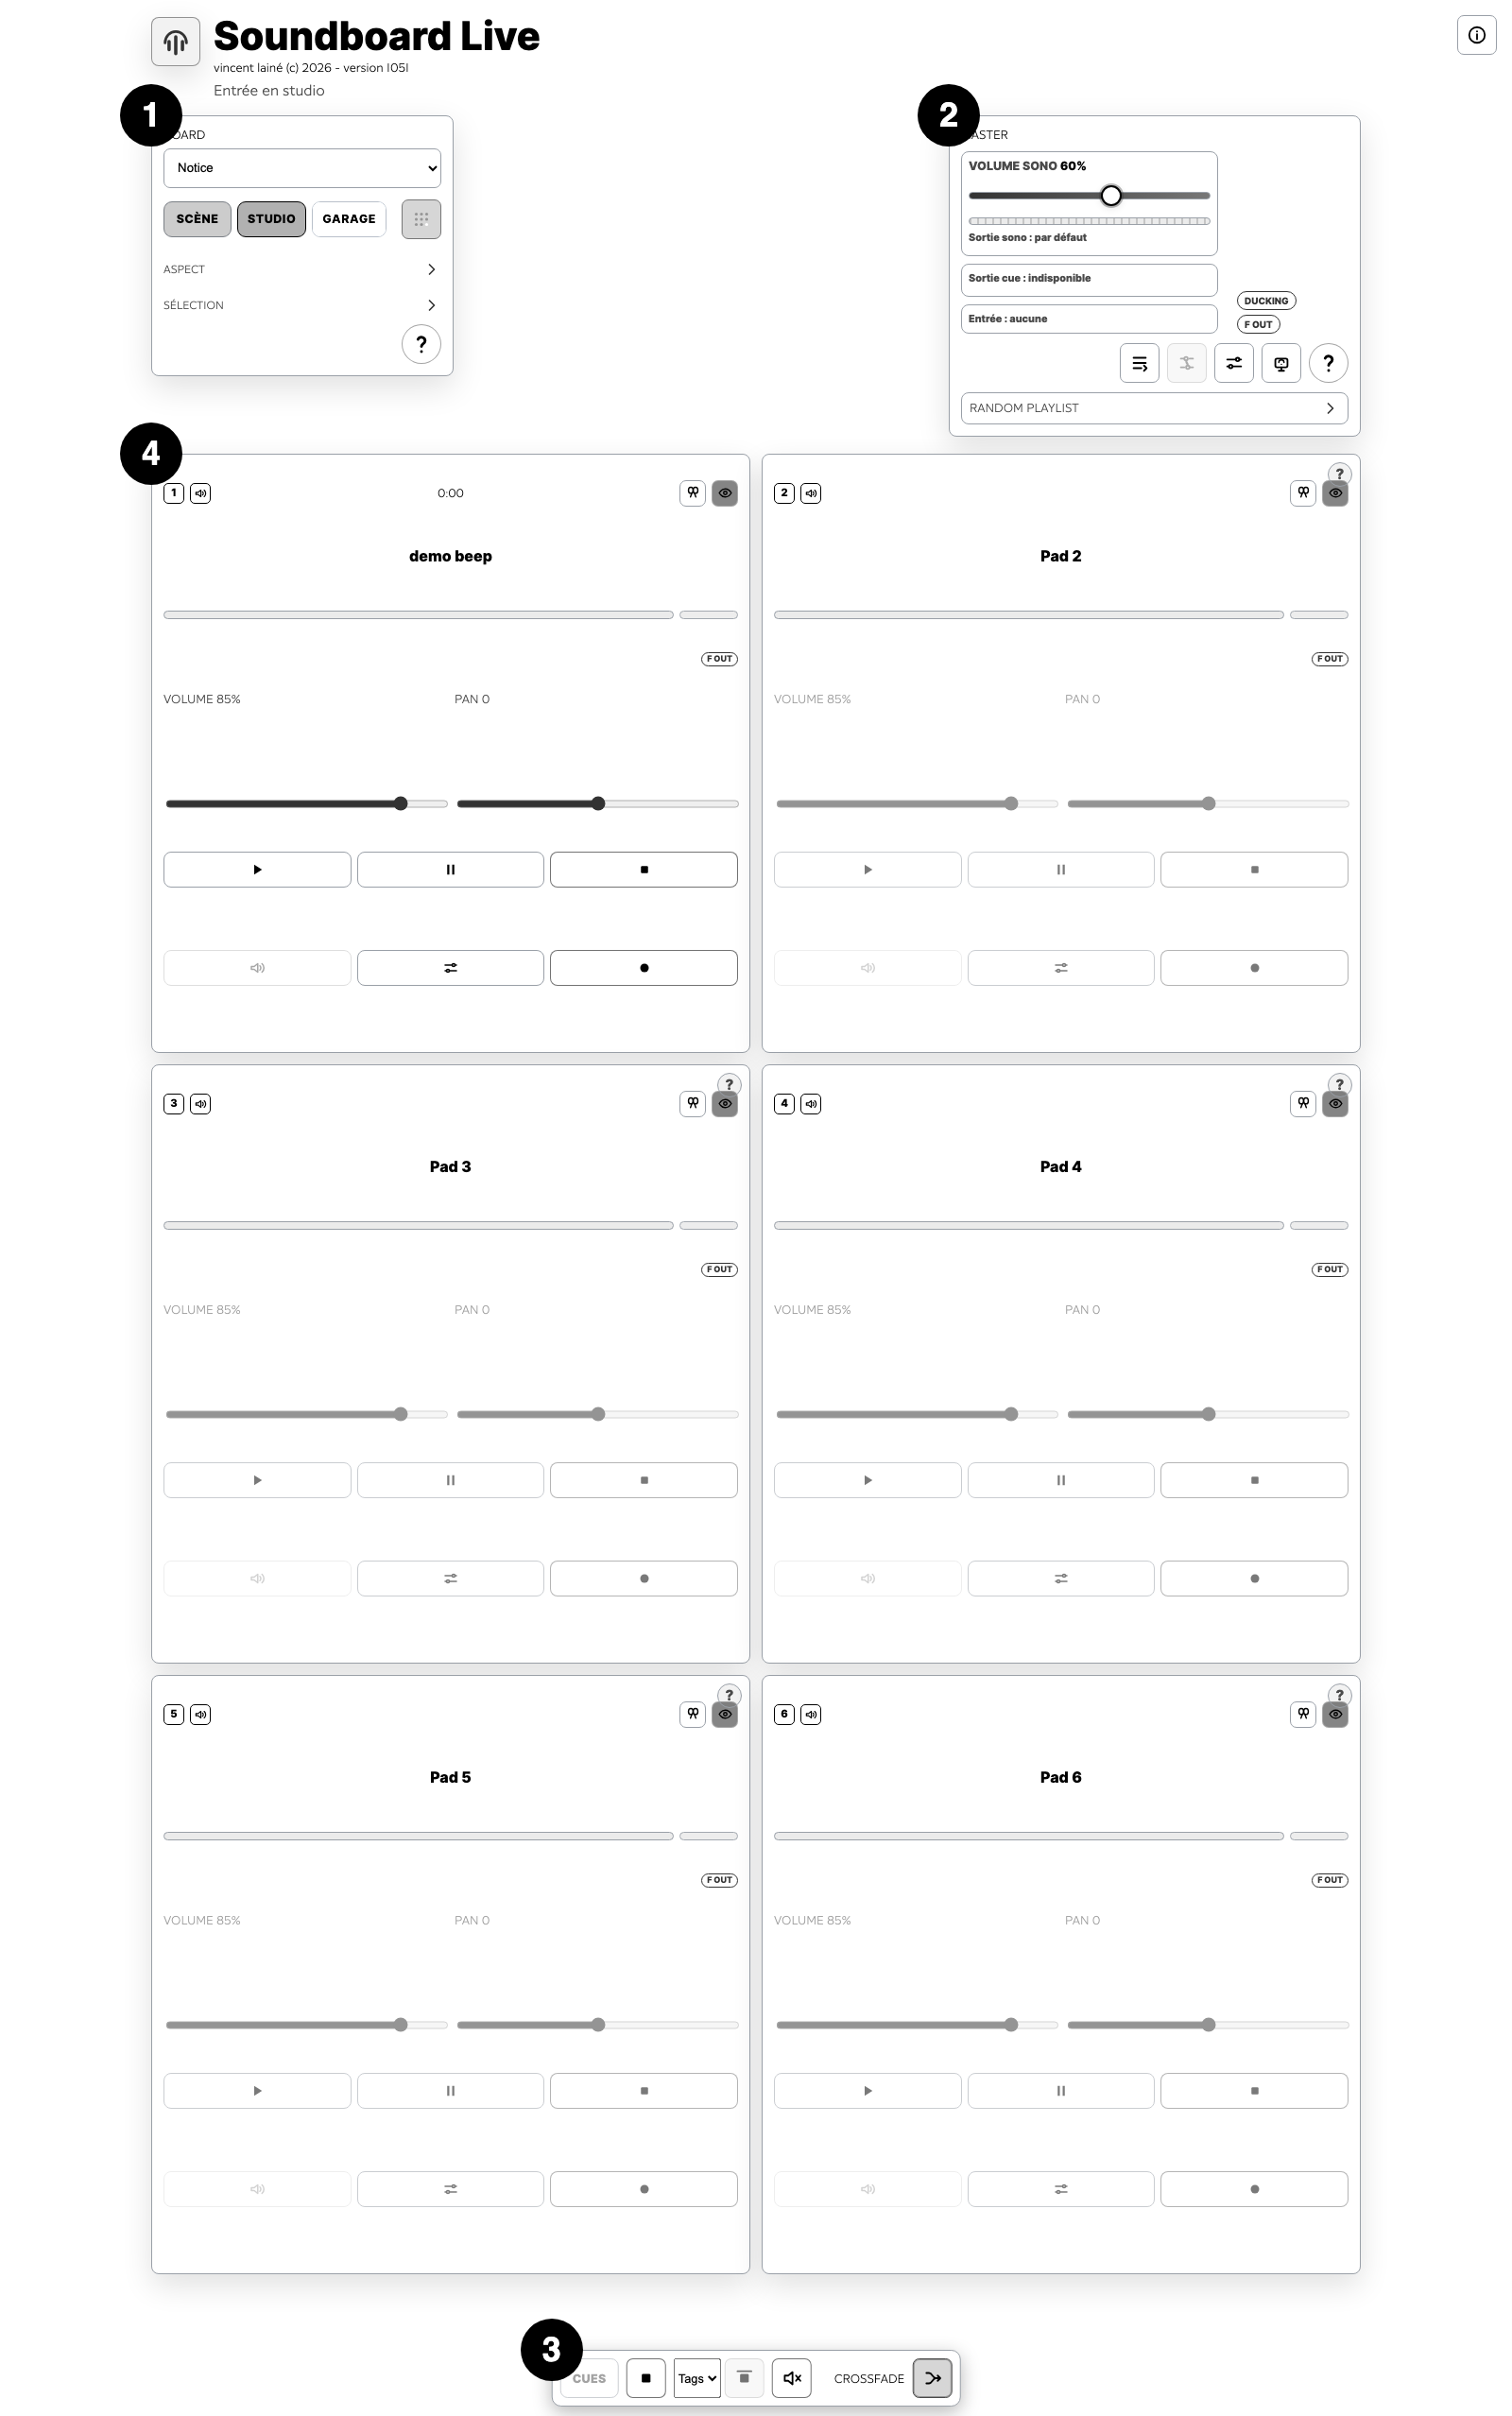 Soundboard Live
vincent lainé (c) 2026 - version 1051
Entrée en studio
1
OARD
Notice
SCÈNE STUDIO GARAGE
ASPECT
SÉLECTION
?
2
ASTER
VOLUME SONO 60%
Sortie sono : par défaut
Sortie cue : indisponible
DUCKING
Entrée : aucune
F OUT
?
RANDOM PLAYLIST
4
1 0:00
demo beep
F OUT
VOLUME 85% PAN 0
?
2
Pad 2
F OUT
VOLUME 85% PAN 0
?
3
Pad 3
F OUT
VOLUME 85% PAN 0
?
4
Pad 4
F OUT
VOLUME 85% PAN 0
?
5
Pad 5
F OUT
VOLUME 85% PAN 0
?
6
Pad 6
F OUT
VOLUME 85% PAN 0
3
CUES Tags CROSSFADE